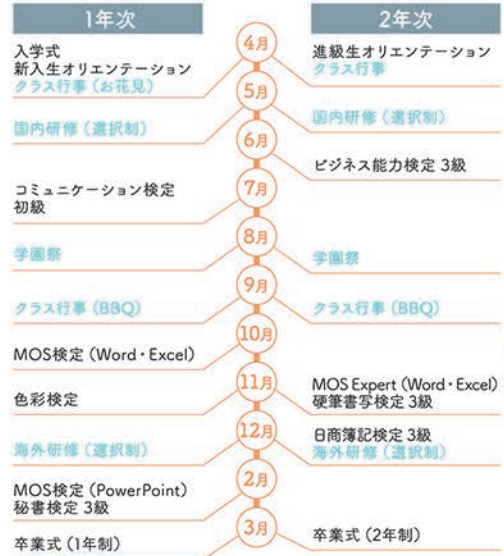 1年次
2年次
4月
入学式
新入生オリエンテーション
クラス行事（お花見）
進級生オリエンテーション
クラス行事
5月
国内研修（選択制）
国内研修（選択制）
6月
ビジネス能力検定 3級
7月
コミュニケーション検定
初級
8月
学園祭
学園祭
9月
クラス行事（BBQ）
クラス行事（BBQ）
10月
MOS検定（Word・Excel）
11月
色彩検定
MOS Expert（Word・Excel）
硬筆書写検定 3級
12月
海外研修（選択制）
日商簿記検定 3級
海外研修（選択制）
2月
MOS検定（PowerPoint）
秘書検定 3級
3月
卒業式（1年制）
卒業式（2年制）